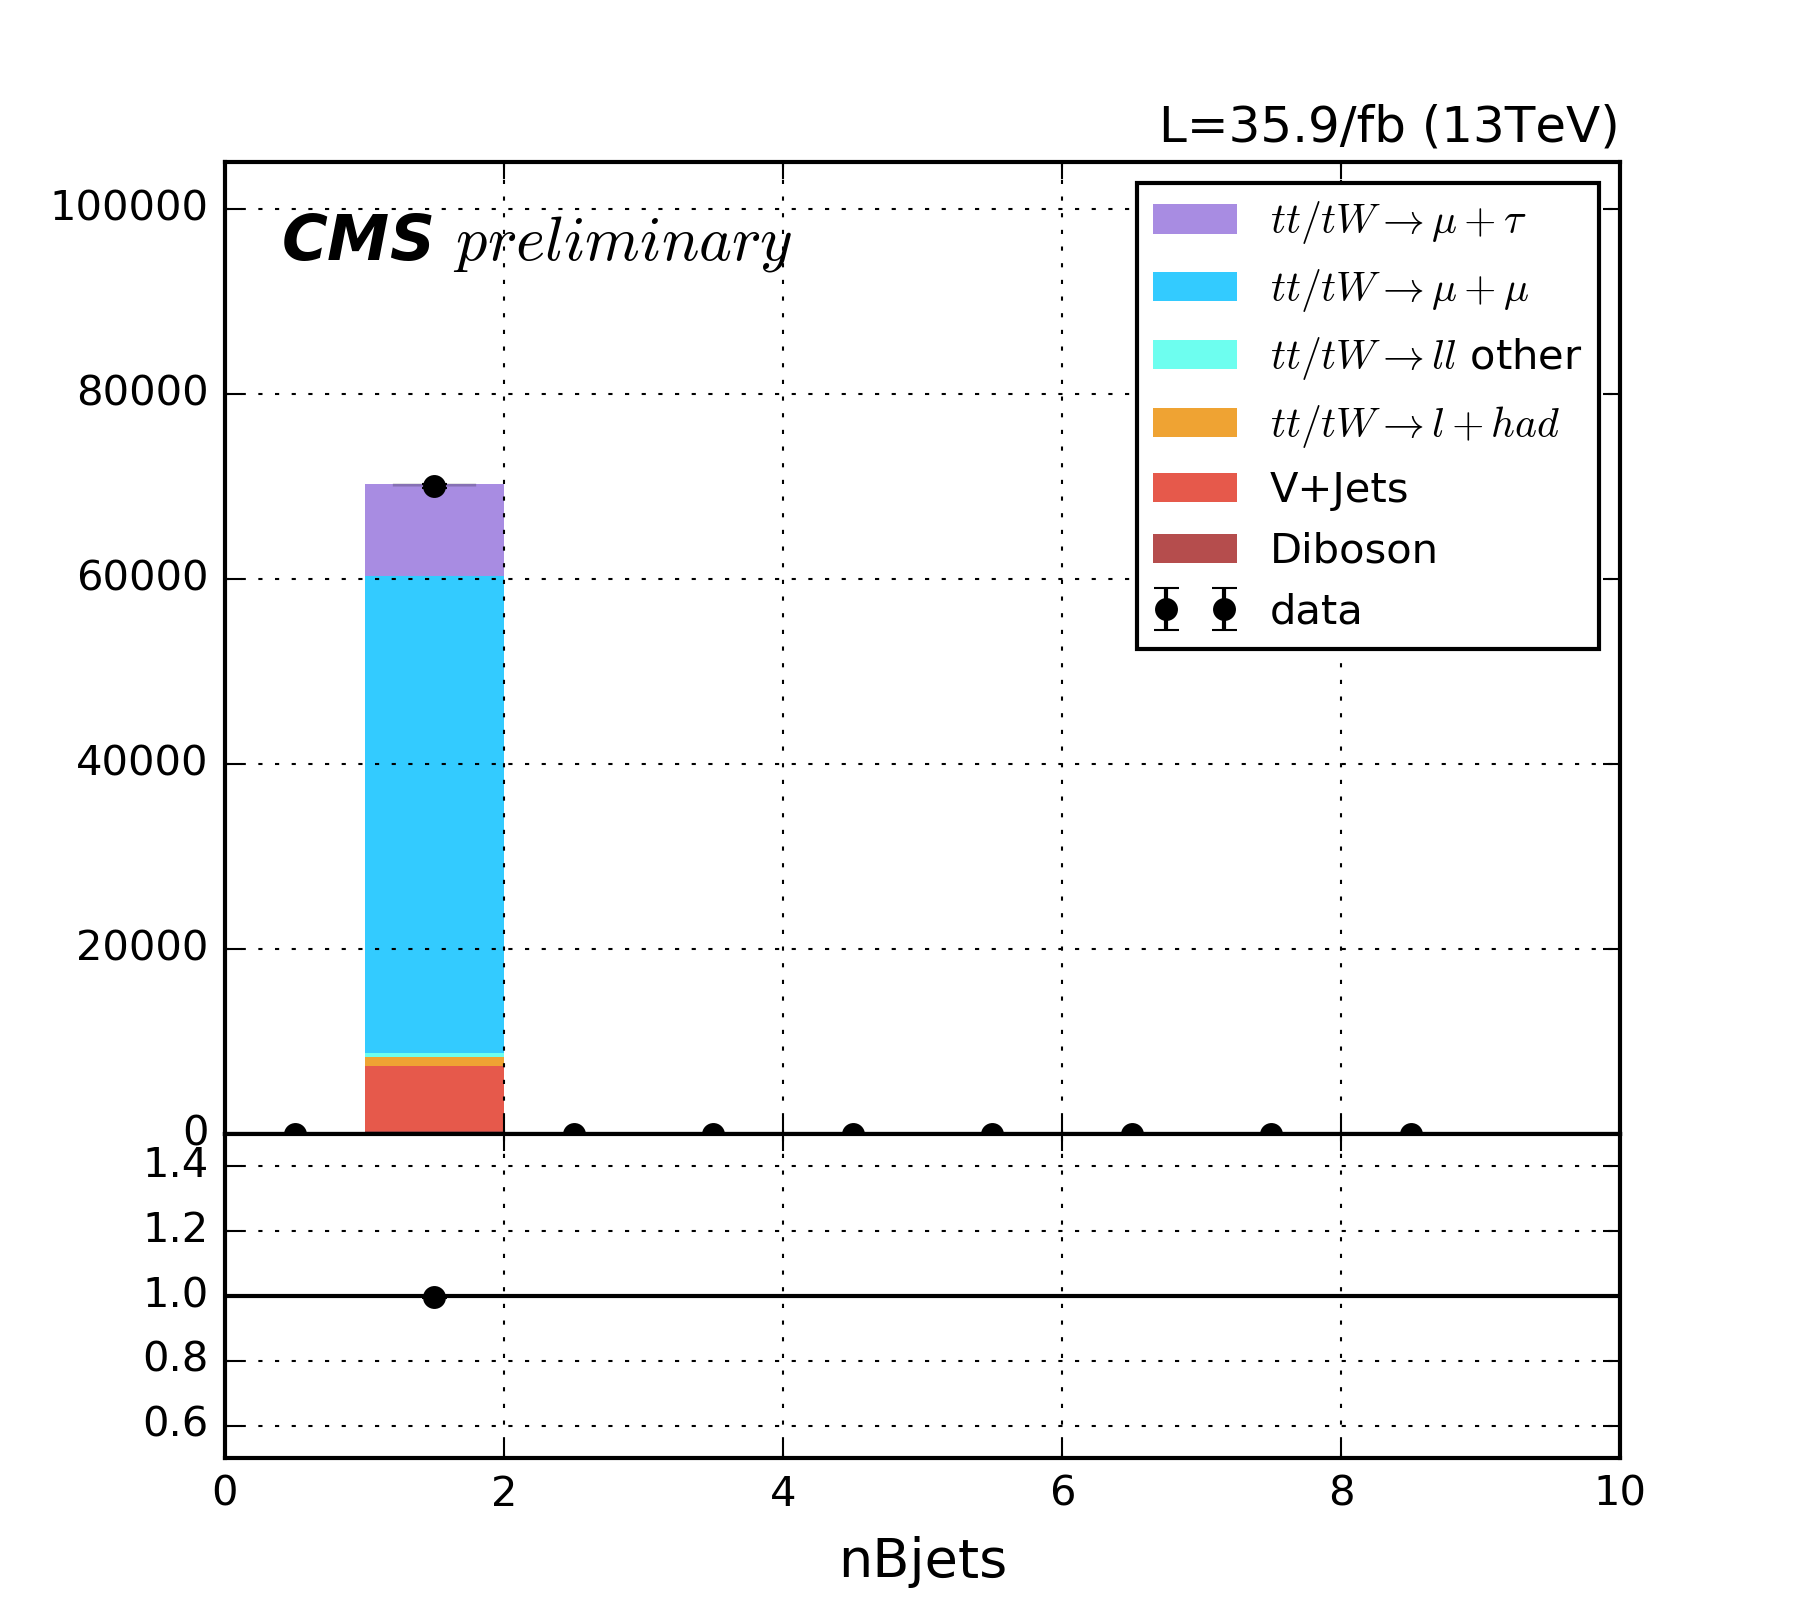 L=35.9/fb (13TeV)
CMS preliminary
100000
80000
60000
40000
20000
0
tt/tW → μ + τ
tt/tW → μ + μ
tt/tW → ll other
tt/tW → l + had
V+Jets
Diboson
data
1.4
1.2
1.0
0.8
0.6
0 2 4 6 8 10
nBjets